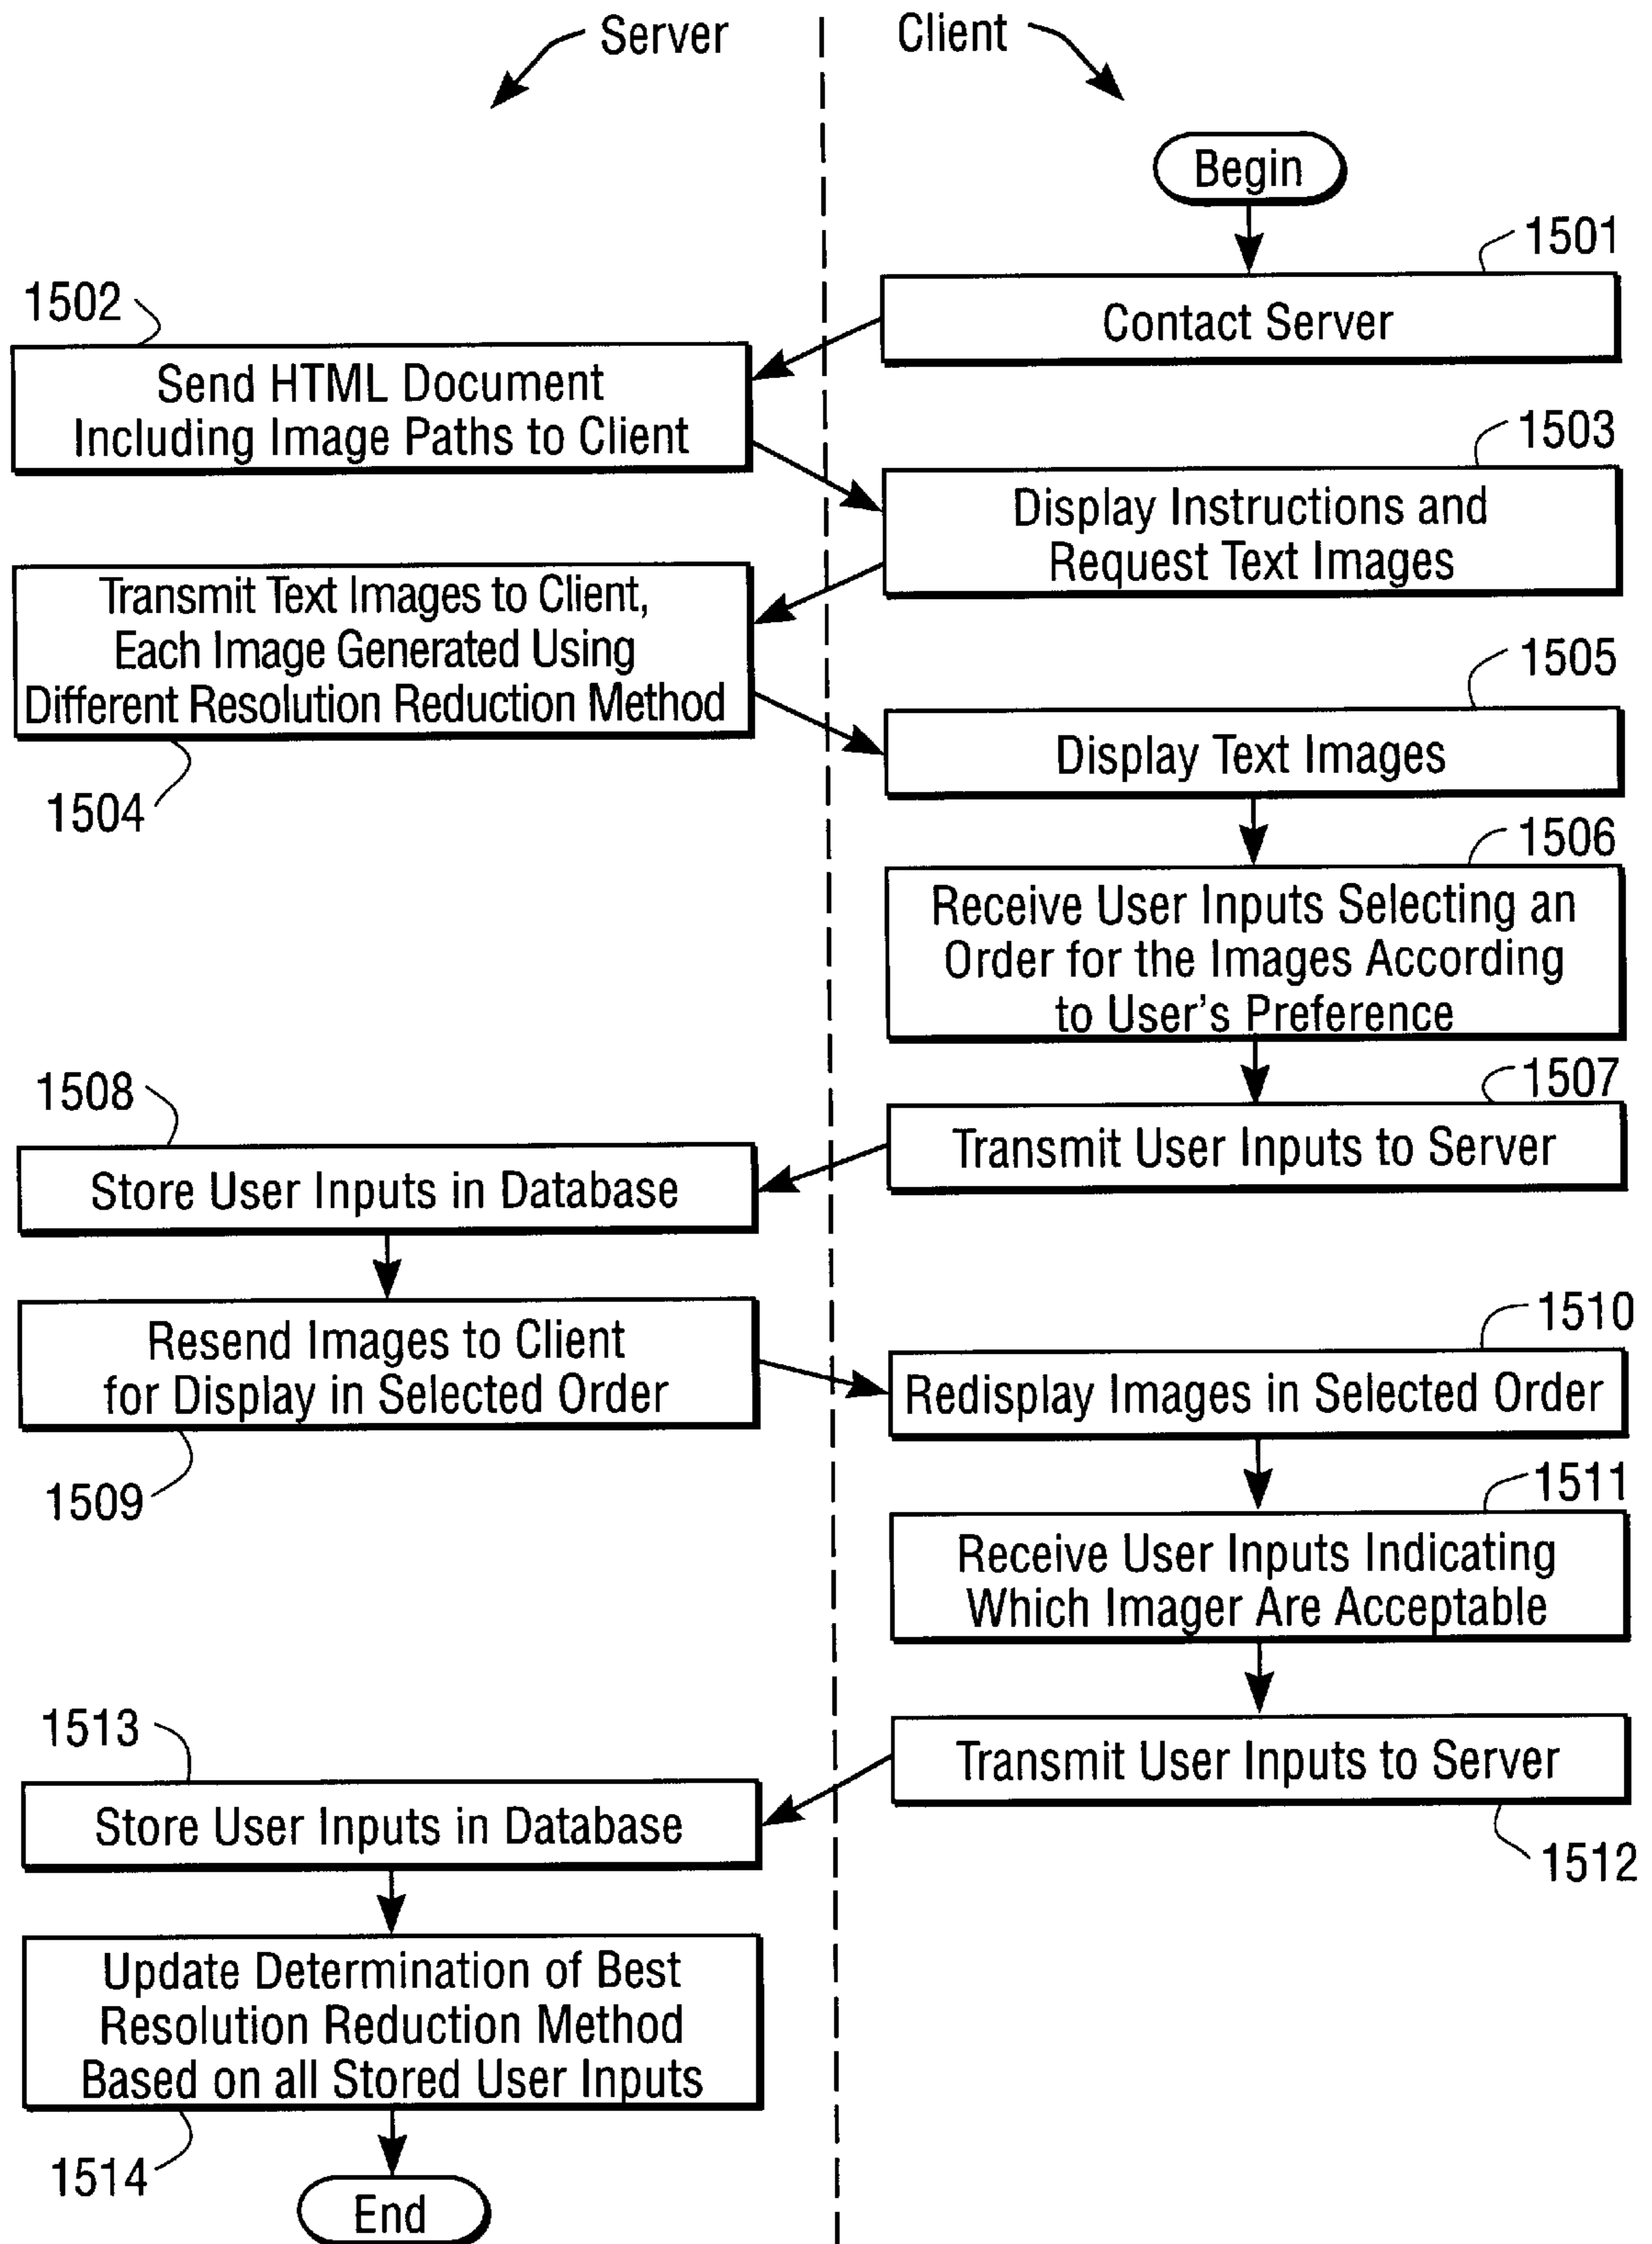 Server
Client
Begin
1501
Contact Server
1502
Send HTML Document
Including Image Paths to Client
1503
Display Instructions and
Request Text Images
Transmit Text Images to Client,
Each Image Generated Using
Different Resolution Reduction Method
1504
1505
Display Text Images
1506
Receive User Inputs Selecting an
Order for the Images According
to User's Preference
1507
Transmit User Inputs to Server
1508
Store User Inputs in Database
Resend Images to Client
for Display in Selected Order
1509
1510
Redisplay Images in Selected Order
1511
Receive User Inputs Indicating
Which Imager Are Acceptable
Transmit User Inputs to Server
1512
1513
Store User Inputs in Database
Update Determination of Best
Resolution Reduction Method
Based on all Stored User Inputs
1514
End